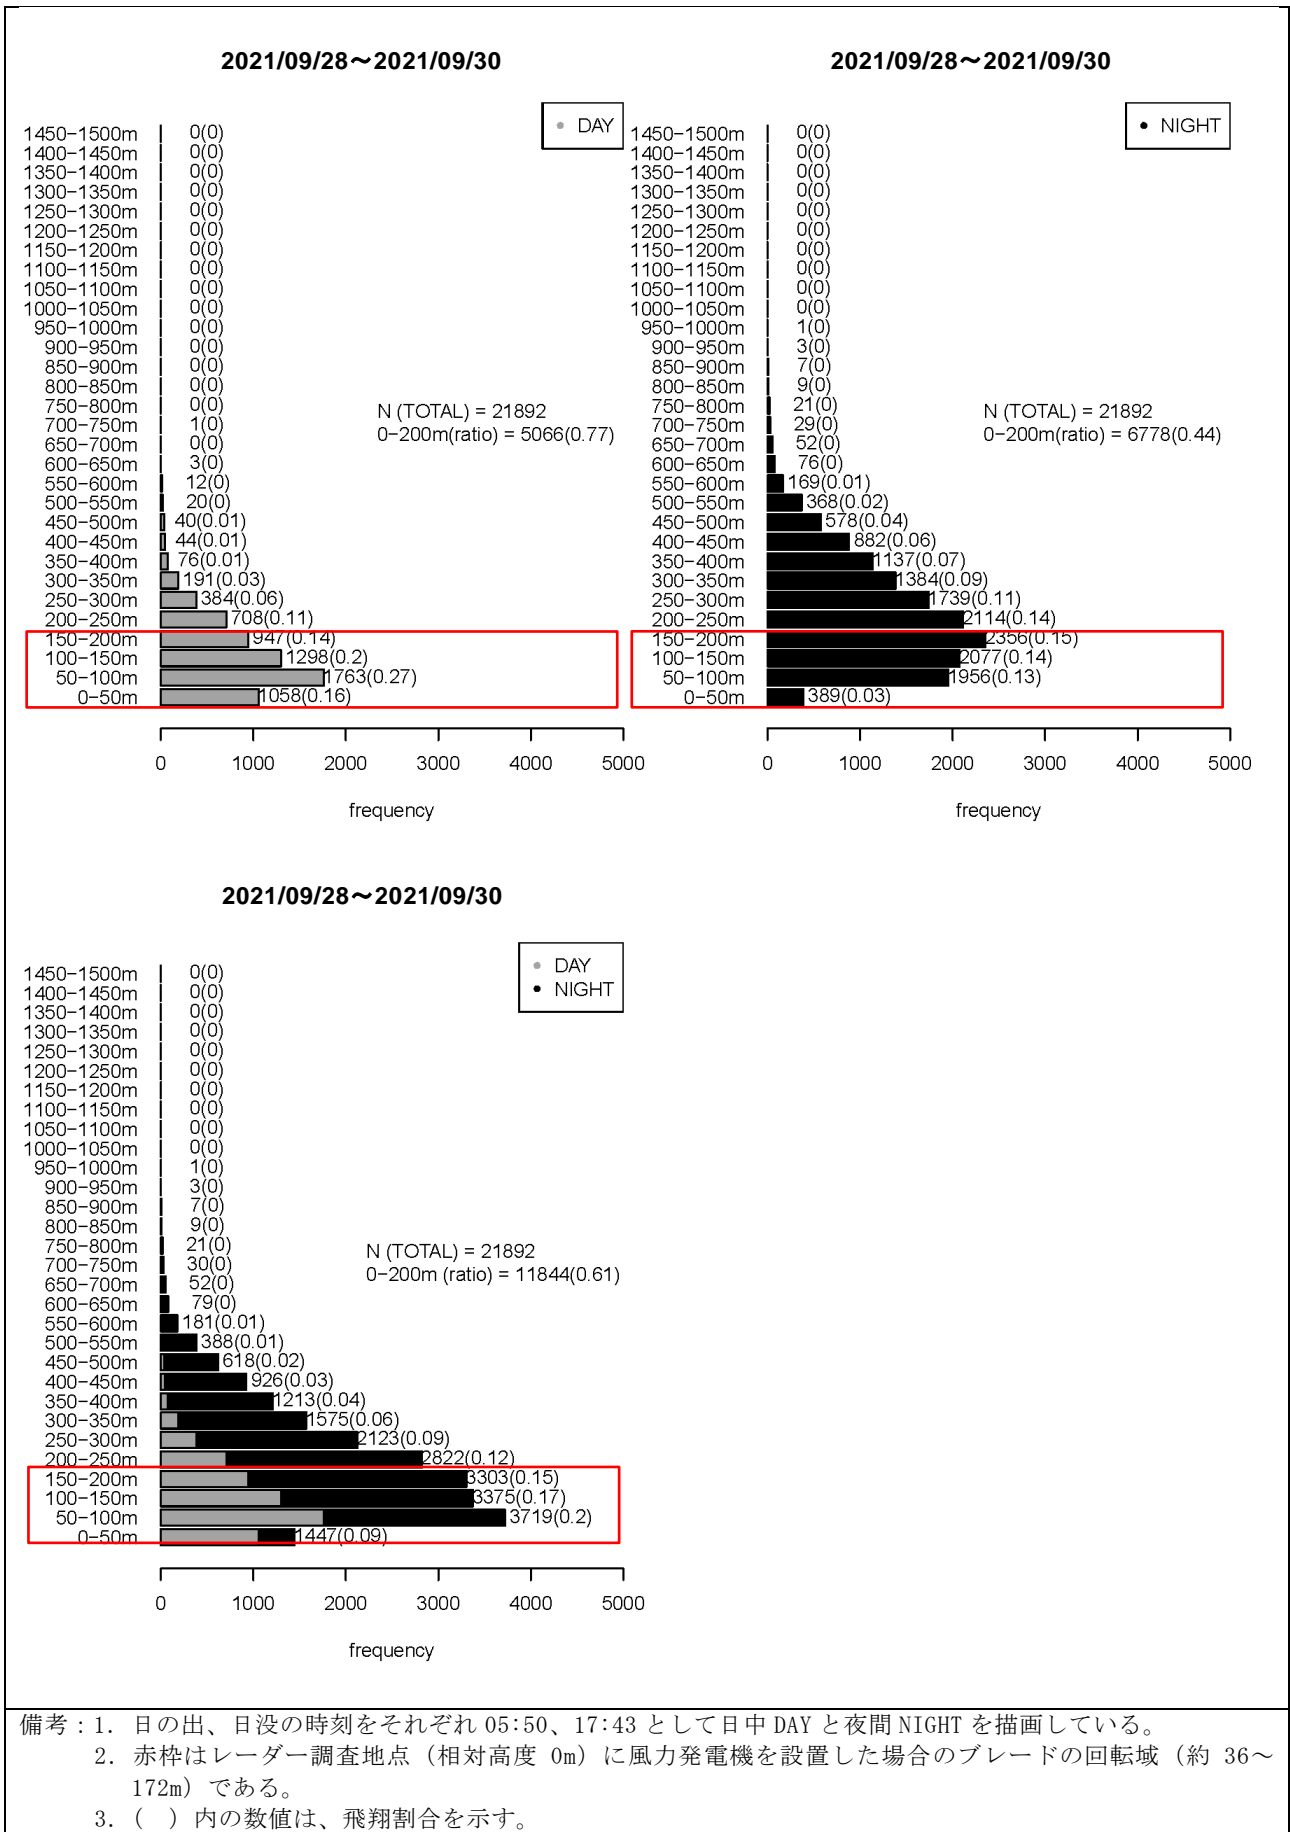 2021/09/28～2021/09/30
DAY
1450-1500m 0(0)
1400-1450m 0(0)
1350-1400m 0(0)
1300-1350m 0(0)
1250-1300m 0(0)
1200-1250m 0(0)
1150-1200m 0(0)
1100-1150m 0(0)
1050-1100m 0(0)
1000-1050m 0(0)
950-1000m 0(0)
900-950m 0(0)
850-900m 0(0)
800-850m 0(0)
750-800m 0(0)
700-750m 1(0)
650-700m 0(0)
600-650m 3(0)
550-600m 12(0)
500-550m 20(0)
450-500m 40(0.01)
400-450m 44(0.01)
350-400m 76(0.01)
300-350m 191(0.03)
250-300m 384(0.06)
200-250m 708(0.11)
150-200m 947(0.14)
100-150m 1298(0.2)
50-100m 1763(0.27)
0-50m 1058(0.16)
N (TOTAL) = 21892
0-200m(ratio) = 5066(0.77)
0 1000 2000 3000 4000 5000
frequency
2021/09/28～2021/09/30
NIGHT
1450-1500m 0(0)
1400-1450m 0(0)
1350-1400m 0(0)
1300-1350m 0(0)
1250-1300m 0(0)
1200-1250m 0(0)
1150-1200m 0(0)
1100-1150m 0(0)
1050-1100m 0(0)
1000-1050m 0(0)
950-1000m 1(0)
900-950m 3(0)
850-900m 7(0)
800-850m 9(0)
750-800m 21(0)
700-750m 29(0)
650-700m 52(0)
600-650m 76(0)
550-600m 169(0.01)
500-550m 368(0.02)
450-500m 578(0.04)
400-450m 882(0.06)
350-400m 1137(0.07)
300-350m 1384(0.09)
250-300m 1739(0.11)
200-250m 2114(0.14)
150-200m 2356(0.15)
100-150m 2077(0.14)
50-100m 1956(0.13)
0-50m 389(0.03)
N (TOTAL) = 21892
0-200m(ratio) = 6778(0.44)
0 1000 2000 3000 4000 5000
frequency
2021/09/28～2021/09/30
DAY
NIGHT
1450-1500m 0(0)
1400-1450m 0(0)
1350-1400m 0(0)
1300-1350m 0(0)
1250-1300m 0(0)
1200-1250m 0(0)
1150-1200m 0(0)
1100-1150m 0(0)
1050-1100m 0(0)
1000-1050m 0(0)
950-1000m 1(0)
900-950m 3(0)
850-900m 7(0)
800-850m 9(0)
750-800m 21(0)
700-750m 30(0)
650-700m 52(0)
600-650m 79(0)
550-600m 181(0.01)
500-550m 388(0.01)
450-500m 618(0.02)
400-450m 926(0.03)
350-400m 1213(0.04)
300-350m 1575(0.06)
250-300m 2123(0.09)
200-250m 2822(0.12)
150-200m 3303(0.15)
100-150m 3375(0.17)
50-100m 3719(0.2)
0-50m 1447(0.09)
N (TOTAL) = 21892
0-200m (ratio) = 11844(0.61)
0 1000 2000 3000 4000 5000
frequency
備考：1. 日の出、日没の時刻をそれぞれ 05:50、17:43 として日中 DAY と夜間 NIGHT を描画している。
2. 赤枠はレーダー調査地点（相対高度 0m）に風力発電機を設置した場合のブレードの回転域（約 36～
172m）である。
3. （ ）内の数値は、飛翔割合を示す。